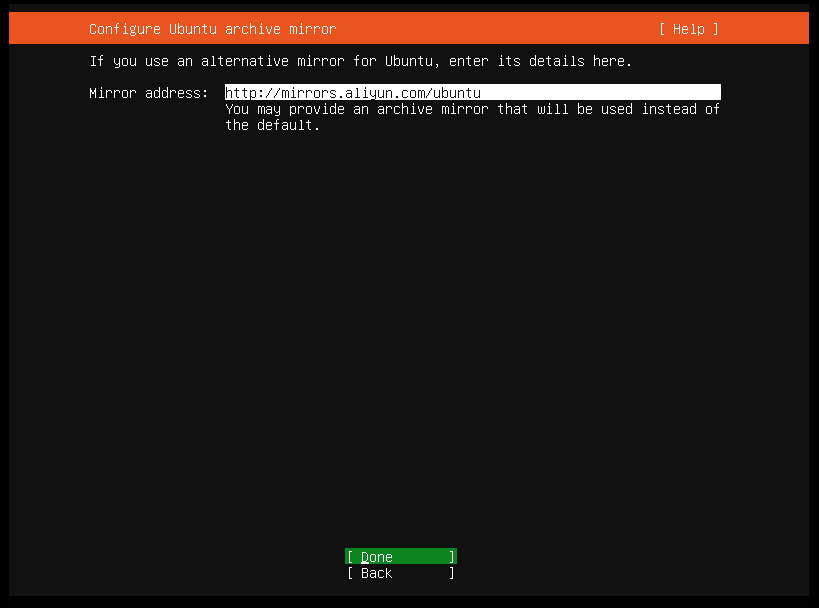 Configure Ubuntu archive mirror [ Help ]
If you use an alternative mirror for Ubuntu, enter its details here.
Mirror address: http://mirrors.aliyun.com/ubuntu
You may provide an archive mirror that will be used instead of
the default.
[ Done ]
[ Back ]